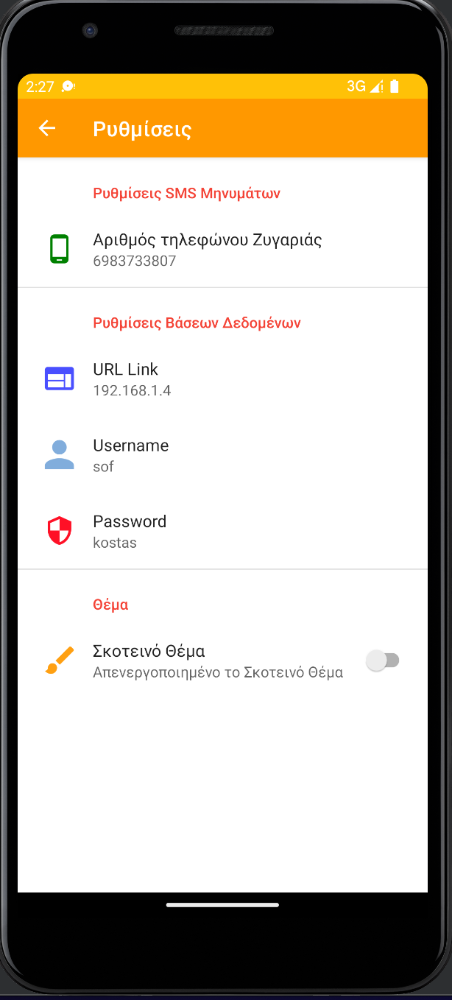 2:27
3G
Ρυθμίσεις
Ρυθμίσεις SMS Μηνυμάτων
Αριθμός τηλεφώνου Ζυγαριάς
6983733807
Ρυθμίσεις Βάσεων Δεδομένων
URL Link
192.168.1.4
Username
sof
Password
kostas
Θέμα
Σκοτεινό Θέμα
Απενεργοποιημένο το Σκοτεινό Θέμα